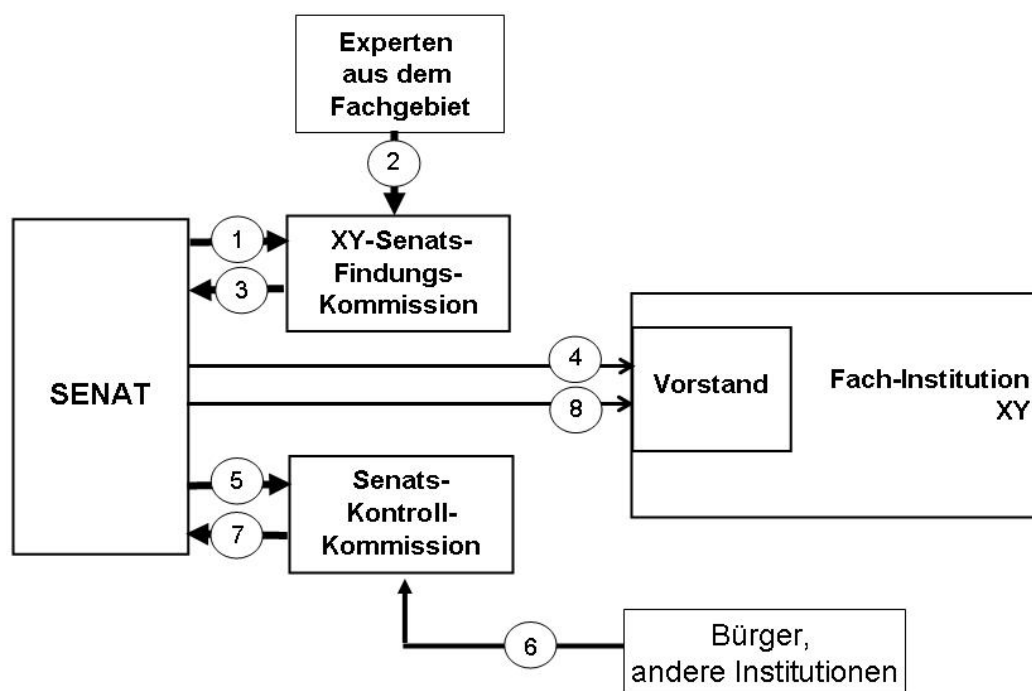 Experten
aus dem
Fachgebiet
2
XY-Senats-
Findungs-
Kommission
1
3
SENAT
4
8
Vorstand
Fach-Institution
XY
5
7
Senats-
Kontroll-
Kommission
6
Bürger,
andere Institutionen